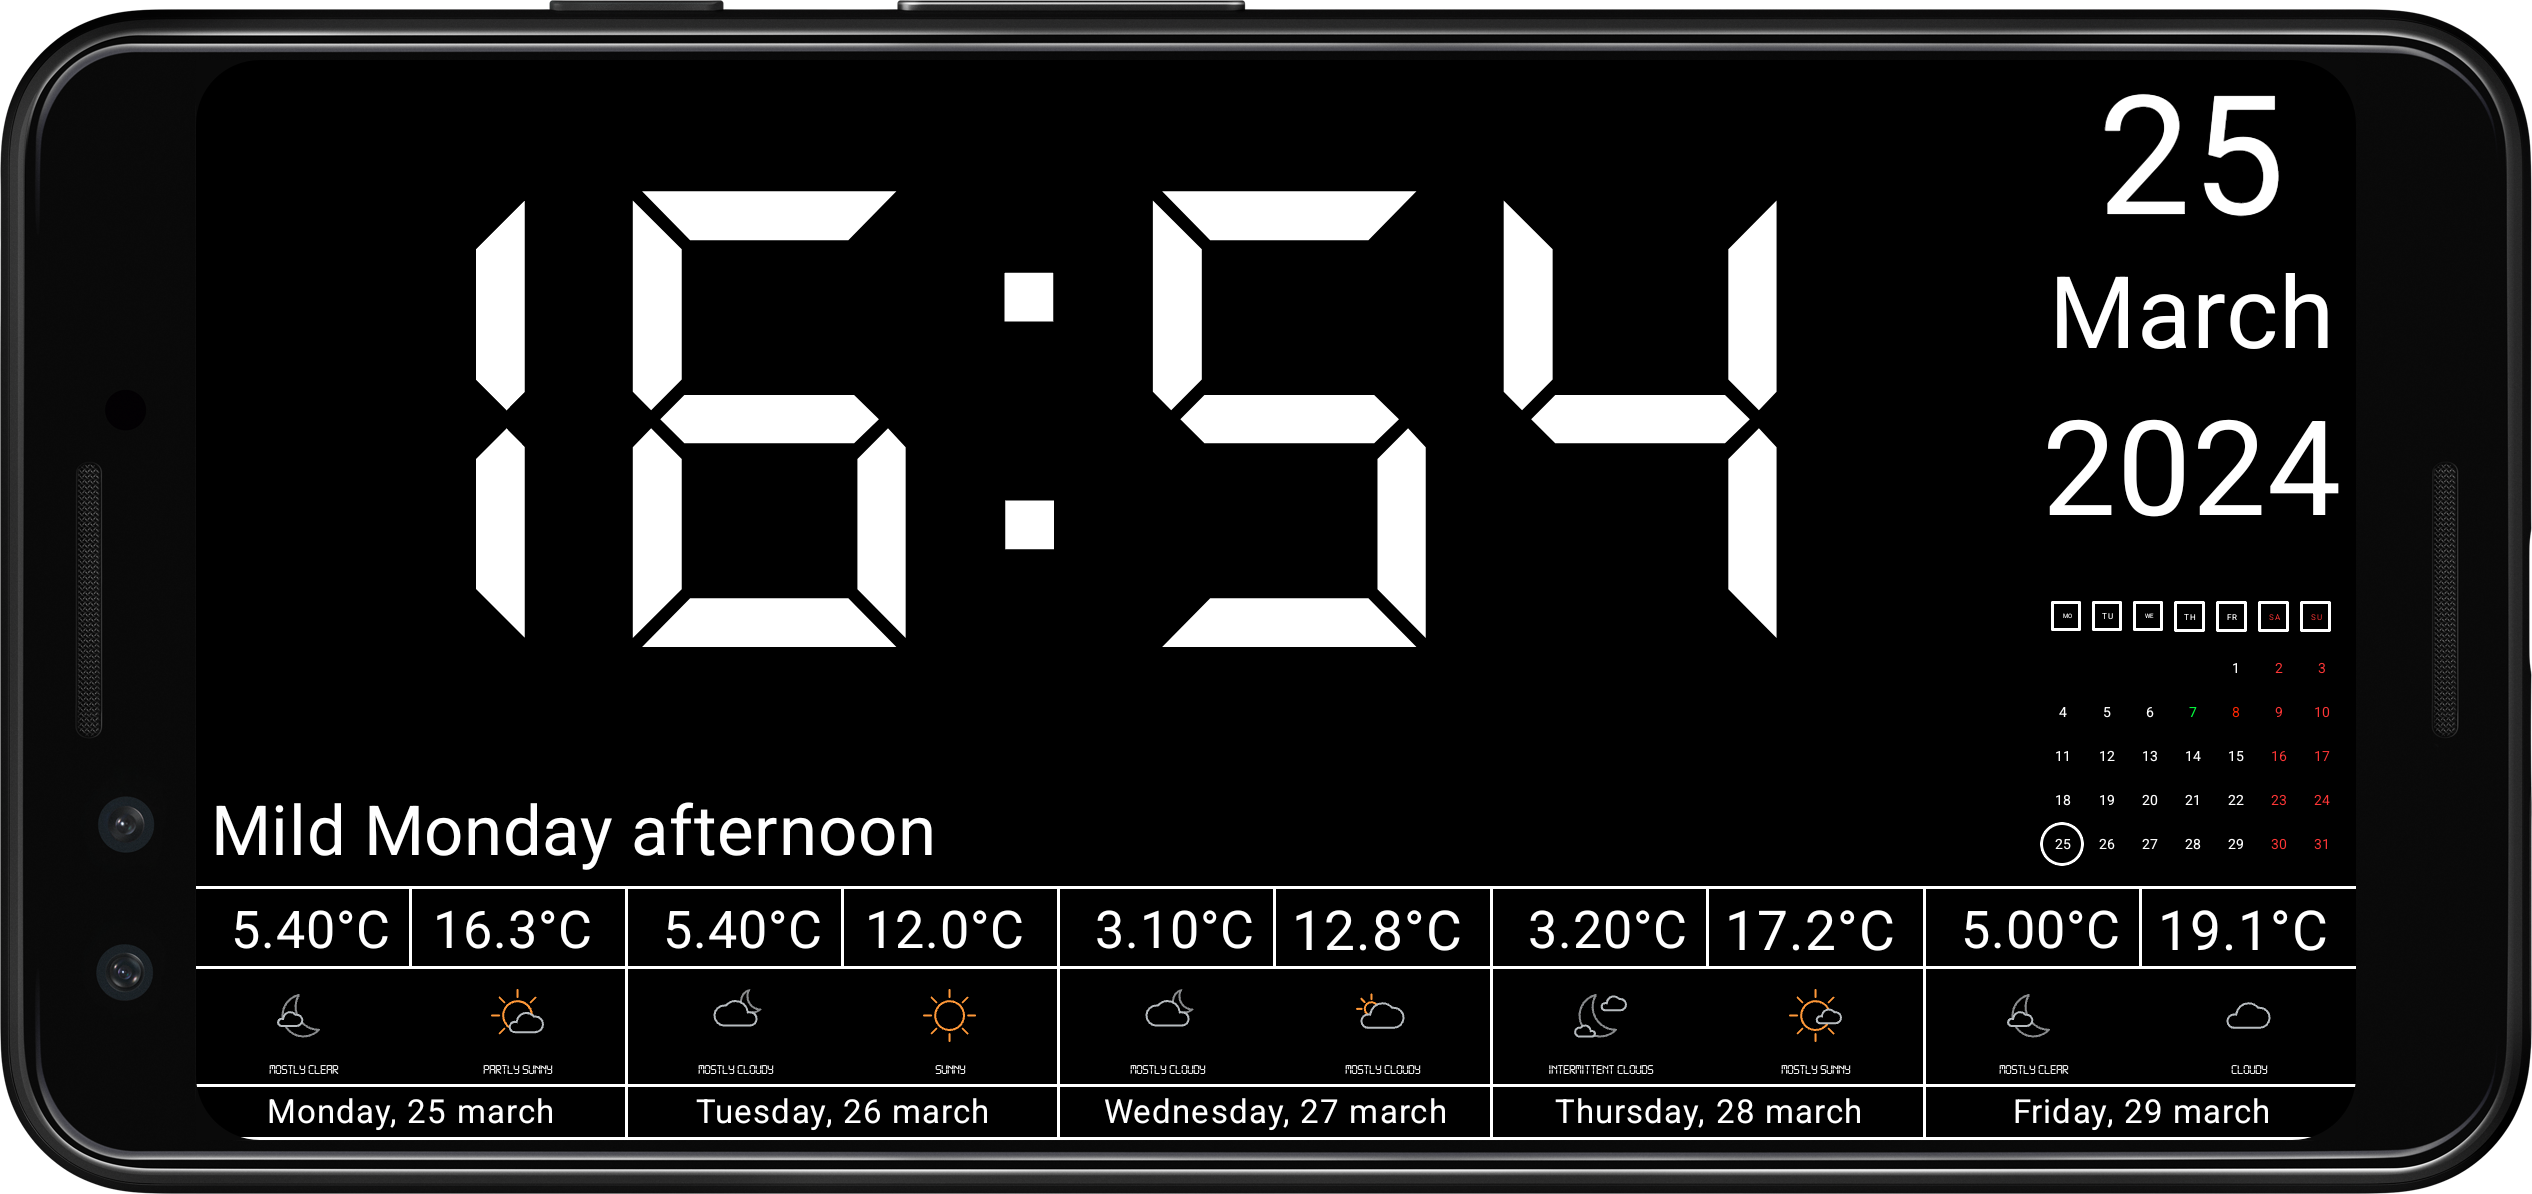 16:54
25
March
2024
MO TU WE TH FR SA SU
1 2 3
4 5 6 7 8 9 10
11 12 13 14 15 16 17
18 19 20 21 22 23 24
25 26 27 28 29 30 31
Mild Monday afternoon
5.40°C 16.3°C 5.40°C 12.0°C 3.10°C 12.8°C 3.20°C 17.2°C 5.00°C 19.1°C
MOSTLY CLEAR PARTLY SUNNY MOSTLY CLOUDY SUNNY MOSTLY CLOUDY MOSTLY CLOUDY INTERMITTENT CLOUDS MOSTLY SUNNY MOSTLY CLEAR CLOUDY
Monday, 25 march Tuesday, 26 march Wednesday, 27 march Thursday, 28 march Friday, 29 march